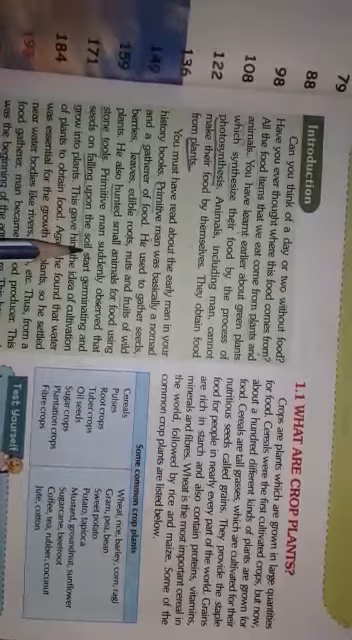 79
88
98
108
122
136
149
159
171
184
194
Introduction
Can you think of a day or two without food?
Have you ever thought where this food comes from?
All the food items that we eat come from plants and
animals. You have learnt earlier about green plants
which synthesize their food by the process of
photosynthesis. Animals, including man, cannot
make their food by themselves. They obtain food
from plants.
You must have read about the early man in your
history books. Primitive man was basically a nomad
and a gatherer of food. He used to gather seeds,
berries, leaves, edible roots, nuts and fruits of wild
plants. He also hunted small animals for food using
stone tools. Primitive man suddenly observed that
seeds on falling upon the soil start germinating and
grow into plants. This gave him the idea of cultivation
of plants to obtain food. he found that water
was essential for the growth plants, so he settled
near water bodies like rivers, etc. Thus, from a
food gatherer, man became od producer. This
was the beginning of the
1.1 WHAT ARE CROP PLANTS?
Crops are plants which are grown in large quantities
for food. Cereals were the first cultivated crops, but now,
about a hundred different kinds of plants are grown for
food. Cereals are tall grasses, which are cultivated for their
nutritious seeds called grains. They provide the staple
food for people in nearly every part of the world. Grains
are rich in starch and also contain proteins, vitamins,
minerals and fibres. Wheat is the most important cereal in
the world, followed by rice and maize. Some of the
common crop plants are listed below.
Some common crop plants
Cereals Wheat, rice, barley, corn, ragi
Pulses Gram, pea, bean
Root crops Sweet potato
Tuber crops Potato, tapioca
Oil seeds Mustard, groundnut, sunflower
Sugar crops Sugarcane, beetroot
Plantation crops Coffee, tea, rubber, coconut
Fibre crops Jute, cotton
Test Yourself